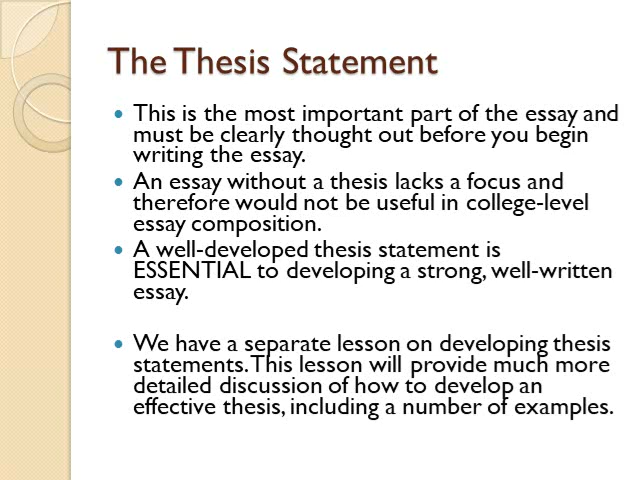 The Thesis Statement
This is the most important part of the essay and
must be clearly thought out before you begin
writing the essay.
An essay without a thesis lacks a focus and
therefore would not be useful in college-level
essay composition.
A well-developed thesis statement is
ESSENTIAL to developing a strong, well-written
essay.
We have a separate lesson on developing thesis
statements. This lesson will provide much more
detailed discussion of how to develop an
effective thesis, including a number of examples.